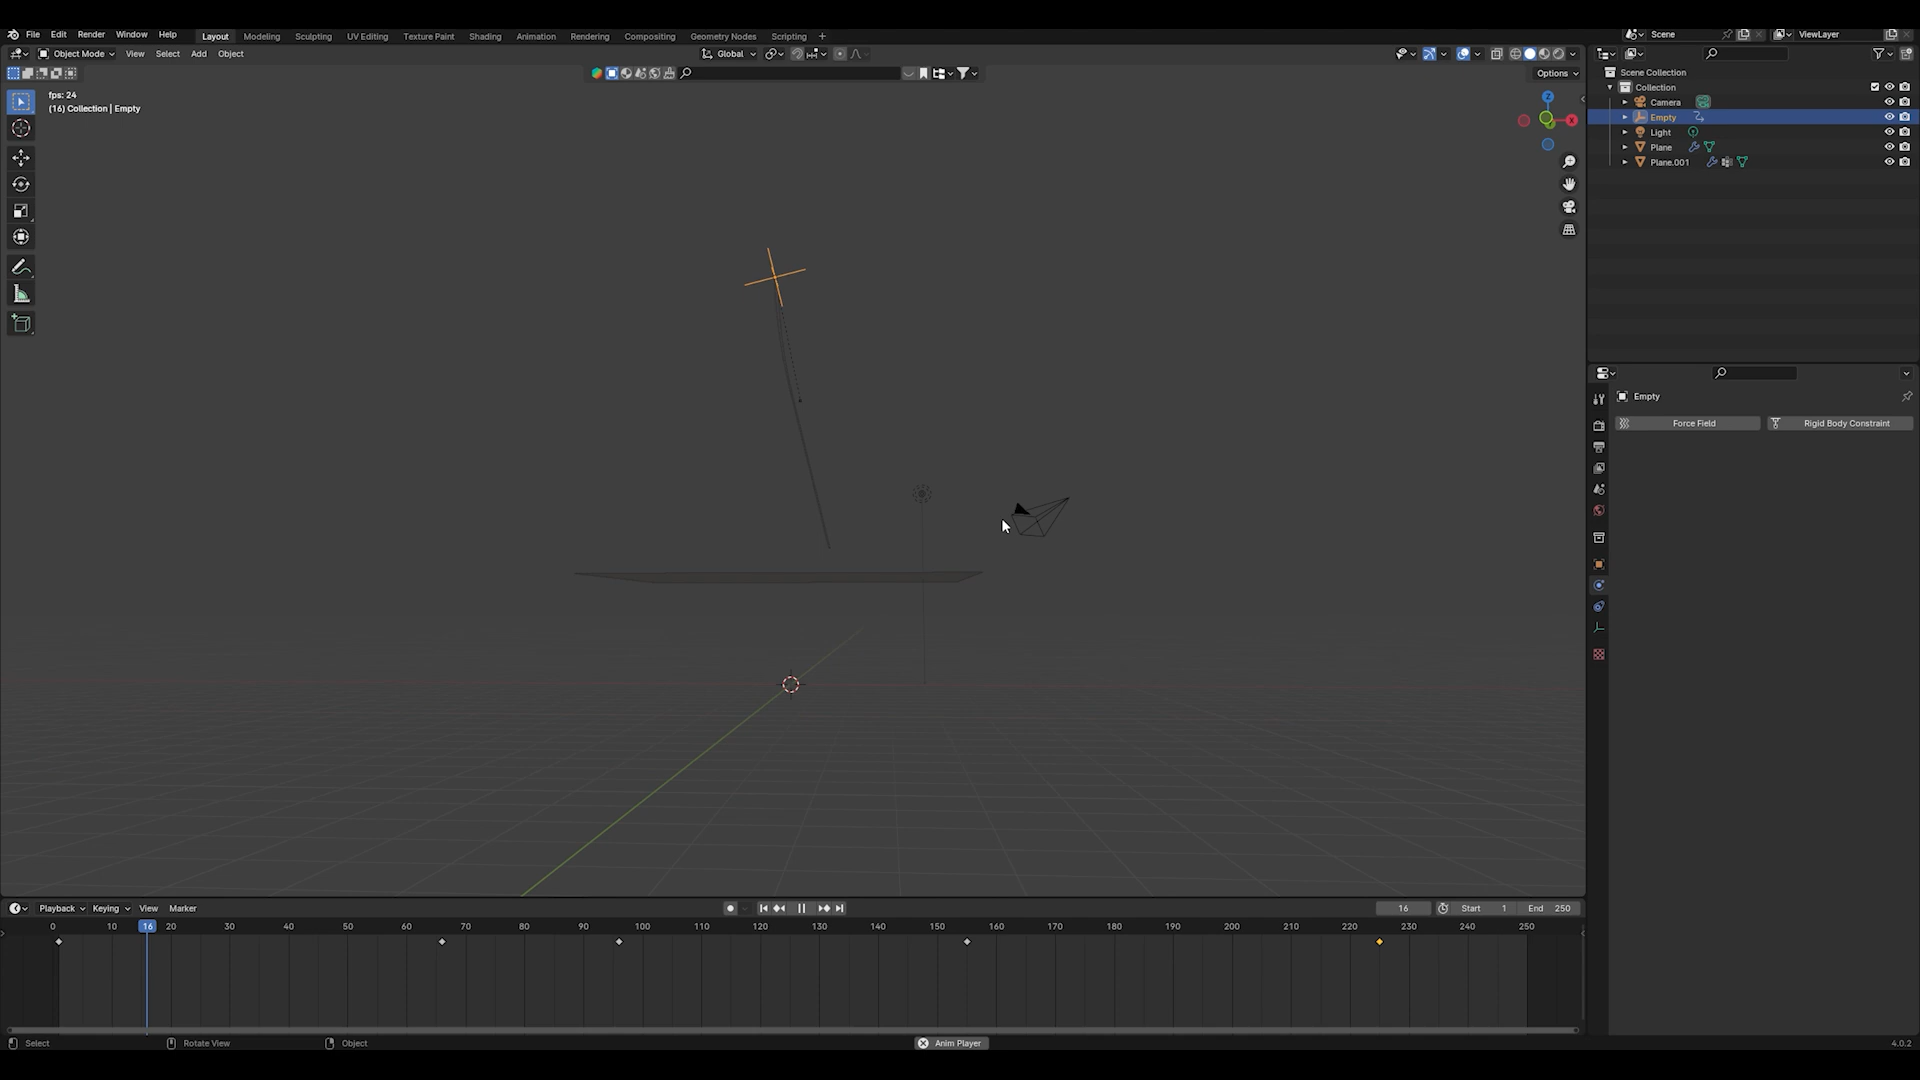 File Edit Render Window Help Layout Modeling Sculpting UV Editing Texture Paint Shading Animation Rendering Compositing Geometry Nodes Scripting + Scene ViewLayer
Object Mode View Select Add Object Global
Options
fps: 24
(16) Collection | Empty
Z
X
Scene Collection
Collection
Camera
Empty
Light
Plane
Plane.001
Empty
Force Field Rigid Body Constraint
Playback Keying View Marker 16 Start 1 End 250
0 10 16 20 30 40 50 60 70 80 90 100 110 120 130 140 150 160 170 180 190 200 210 220 230 240 250
Select Rotate View Object Anim Player 4.0.2